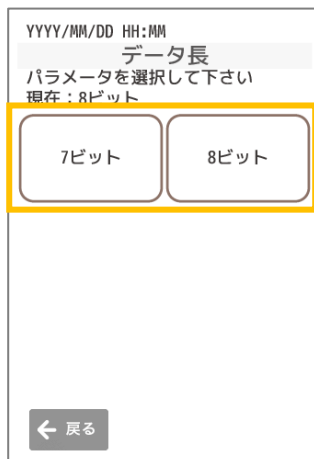 YYYY/MM/DD HH:MM
データ長
パラメータを選択して下さい
現在：8ビット
7ビット
8ビット
戻る